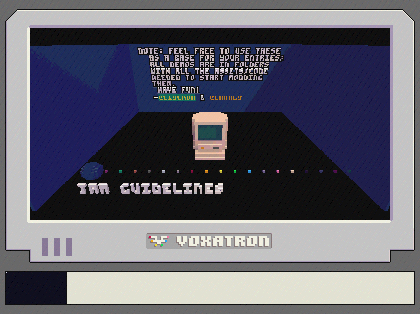 NOTE: FEEL FREE TO USE THESE
AS A BASE FOR YOUR ENTRIES;
ALL DEMOS ARE IN FOLDERS
WITH ALL THE ASSETS/CODE
NEEDED TO START MODDING
THEM.
HAVE FUN!
&
JAM GUIDELINES
VOXATRON